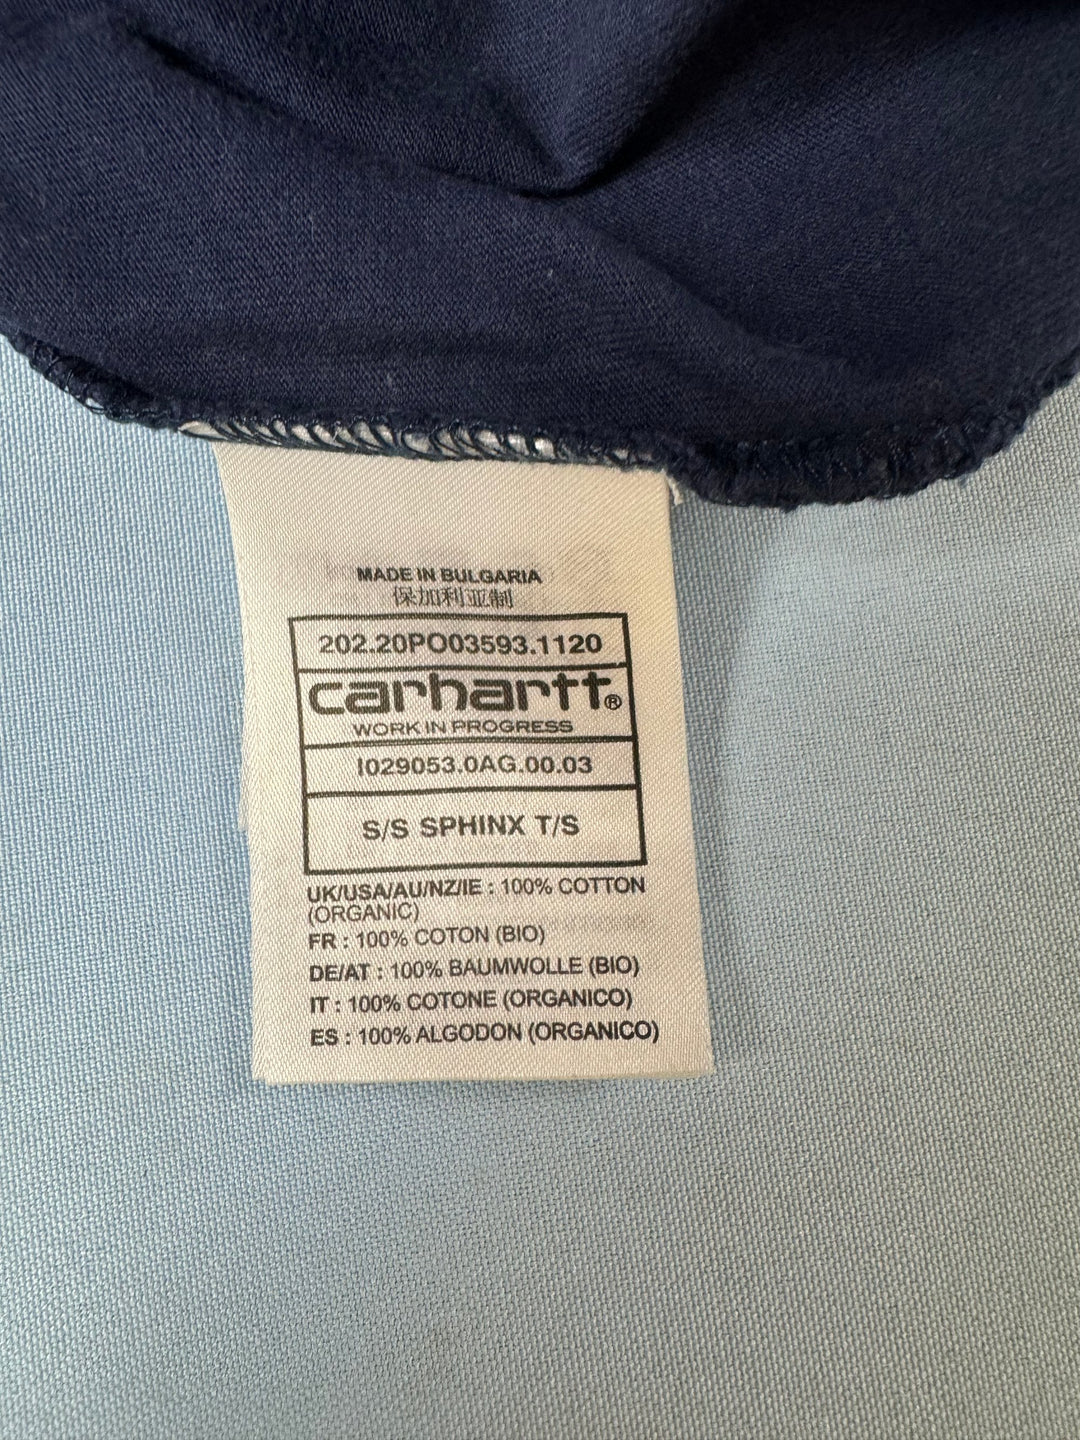 MADE IN BULGARIA
保加利亚制
202.20PO03593.1120
carhartt®
WORK IN PROGRESS
I029053.0AG.00.03
S/S SPHINX T/S
UK/USA/AU/NZ/IE : 100% COTTON
(ORGANIC)
FR : 100% COTON (BIO)
DE/AT : 100% BAUMWOLLE (BIO)
IT : 100% COTONE (ORGANICO)
ES : 100% ALGODON (ORGANICO)